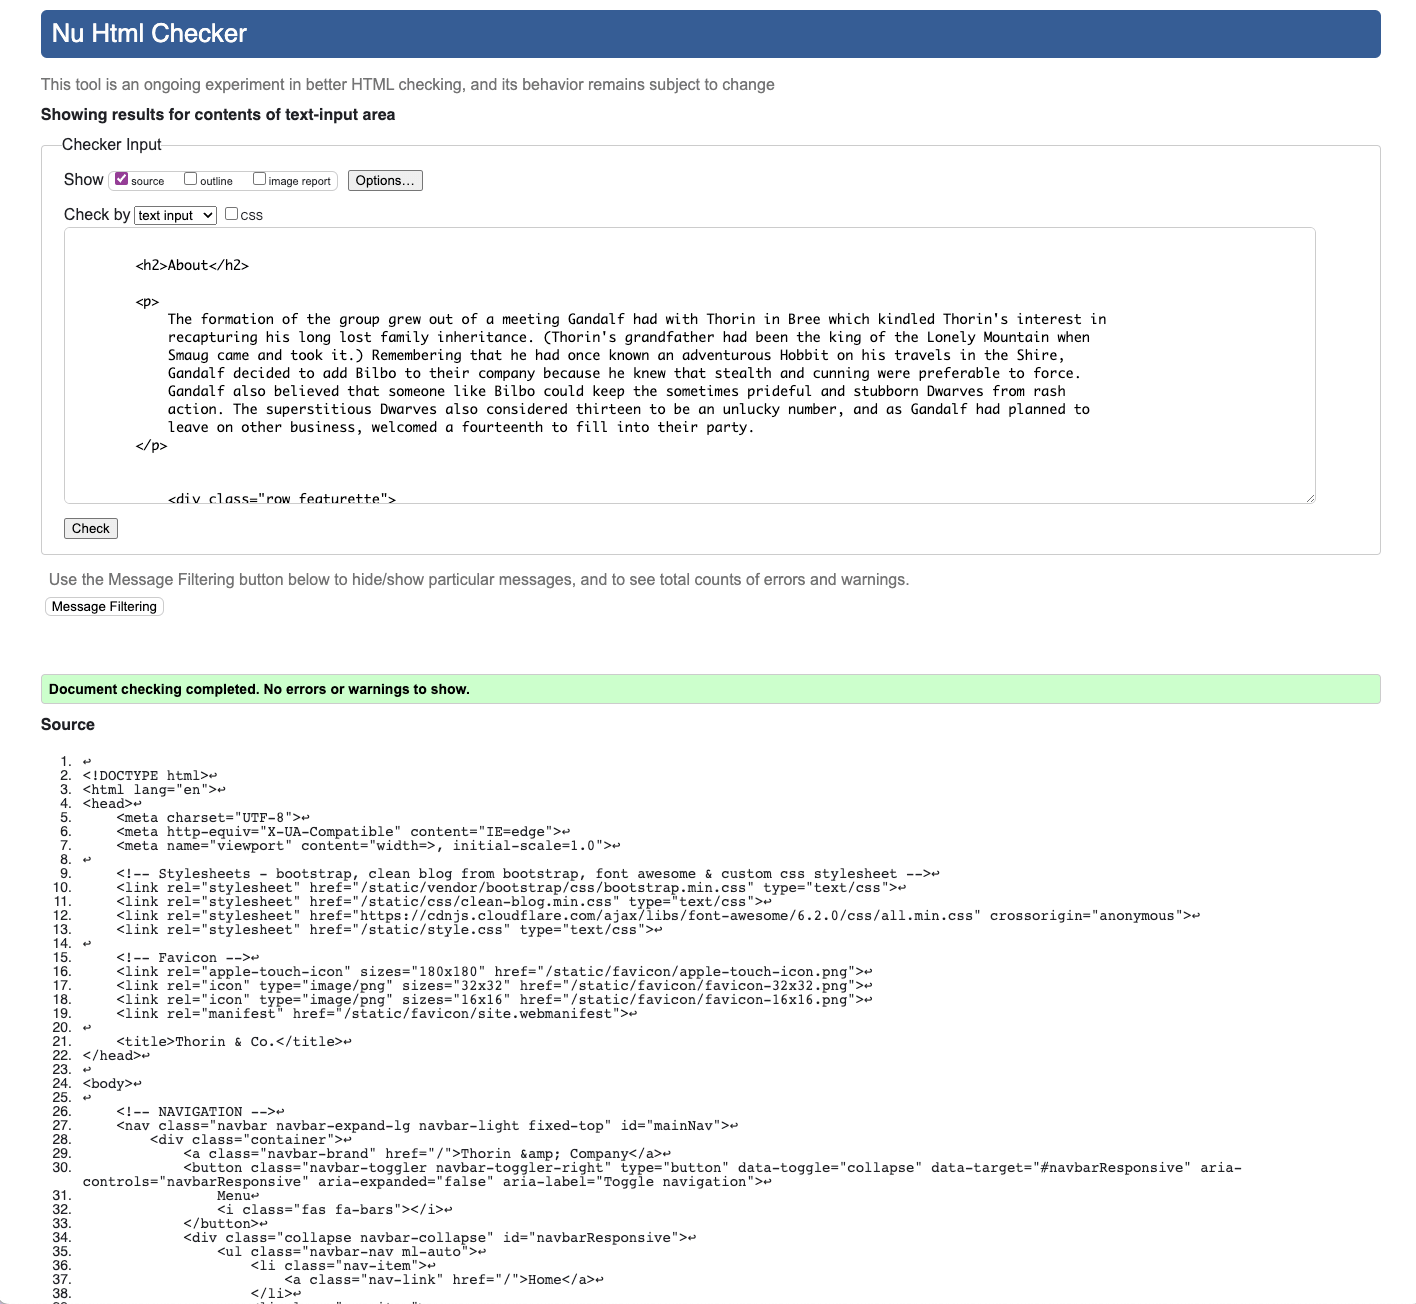 Nu Html Checker
This tool is an ongoing experiment in better HTML checking, and its behavior remains subject to change
Showing results for contents of text-input area
Checker Input
Show source outline image report Options...
Check by text input css
<h2>About</h2>
<p>
The formation of the group grew out of a meeting Gandalf had with Thorin in Bree which kindled Thorin's interest in
recapturing his long lost family inheritance. (Thorin's grandfather had been the king of the Lonely Mountain when
Smaug came and took it.) Remembering that he had once known an adventurous Hobbit on his travels in the Shire,
Gandalf decided to add Bilbo to their company because he knew that stealth and cunning were preferable to force.
Gandalf also believed that someone like Bilbo could keep the sometimes prideful and stubborn Dwarves from rash
action. The superstitious Dwarves also considered thirteen to be an unlucky number, and as Gandalf had planned to
leave on other business, welcomed a fourteenth to fill into their party.
</p>
<div class="row featurette">
Check
Use the Message Filtering button below to hide/show particular messages, and to see total counts of errors and warnings.
Message Filtering
Document checking completed. No errors or warnings to show.
Source
1. ↩
2. <!DOCTYPE html>↩
3. <html lang="en">↩
4. <head>↩
5. <meta charset="UTF-8">↩
6. <meta http-equiv="X-UA-Compatible" content="IE=edge">↩
7. <meta name="viewport" content="width=>, initial-scale=1.0">↩
8. ↩
9. <!-- Stylesheets - bootstrap, clean blog from bootstrap, font awesome & custom css stylesheet -->↩
10. <link rel="stylesheet" href="/static/vendor/bootstrap/css/bootstrap.min.css" type="text/css">↩
11. <link rel="stylesheet" href="/static/css/clean-blog.min.css" type="text/css">↩
12. <link rel="stylesheet" href="https://cdnjs.cloudflare.com/ajax/libs/font-awesome/6.2.0/css/all.min.css" crossorigin="anonymous">↩
13. <link rel="stylesheet" href="/static/style.css" type="text/css">↩
14. ↩
15. <!-- Favicon -->↩
16. <link rel="apple-touch-icon" sizes="180x180" href="/static/favicon/apple-touch-icon.png">↩
17. <link rel="icon" type="image/png" sizes="32x32" href="/static/favicon/favicon-32x32.png">↩
18. <link rel="icon" type="image/png" sizes="16x16" href="/static/favicon/favicon-16x16.png">↩
19. <link rel="manifest" href="/static/favicon/site.webmanifest">↩
20. ↩
21. <title>Thorin & Co.</title>↩
22. </head>↩
23. ↩
24. <body>↩
25. ↩
26. <!-- NAVIGATION -->↩
27. <nav class="navbar navbar-expand-lg navbar-light fixed-top" id="mainNav">↩
28. <div class="container">↩
29. <a class="navbar-brand" href="/">Thorin &amp; Company</a>↩
30. <button class="navbar-toggler navbar-toggler-right" type="button" data-toggle="collapse" data-target="#navbarResponsive" aria-
controls="navbarResponsive" aria-expanded="false" aria-label="Toggle navigation">↩
31. Menu↩
32. <i class="fas fa-bars"></i>↩
33. </button>↩
34. <div class="collapse navbar-collapse" id="navbarResponsive">↩
35. <ul class="navbar-nav ml-auto">↩
36. <li class="nav-item">↩
37. <a class="nav-link" href="/">Home</a>↩
38. </li>↩